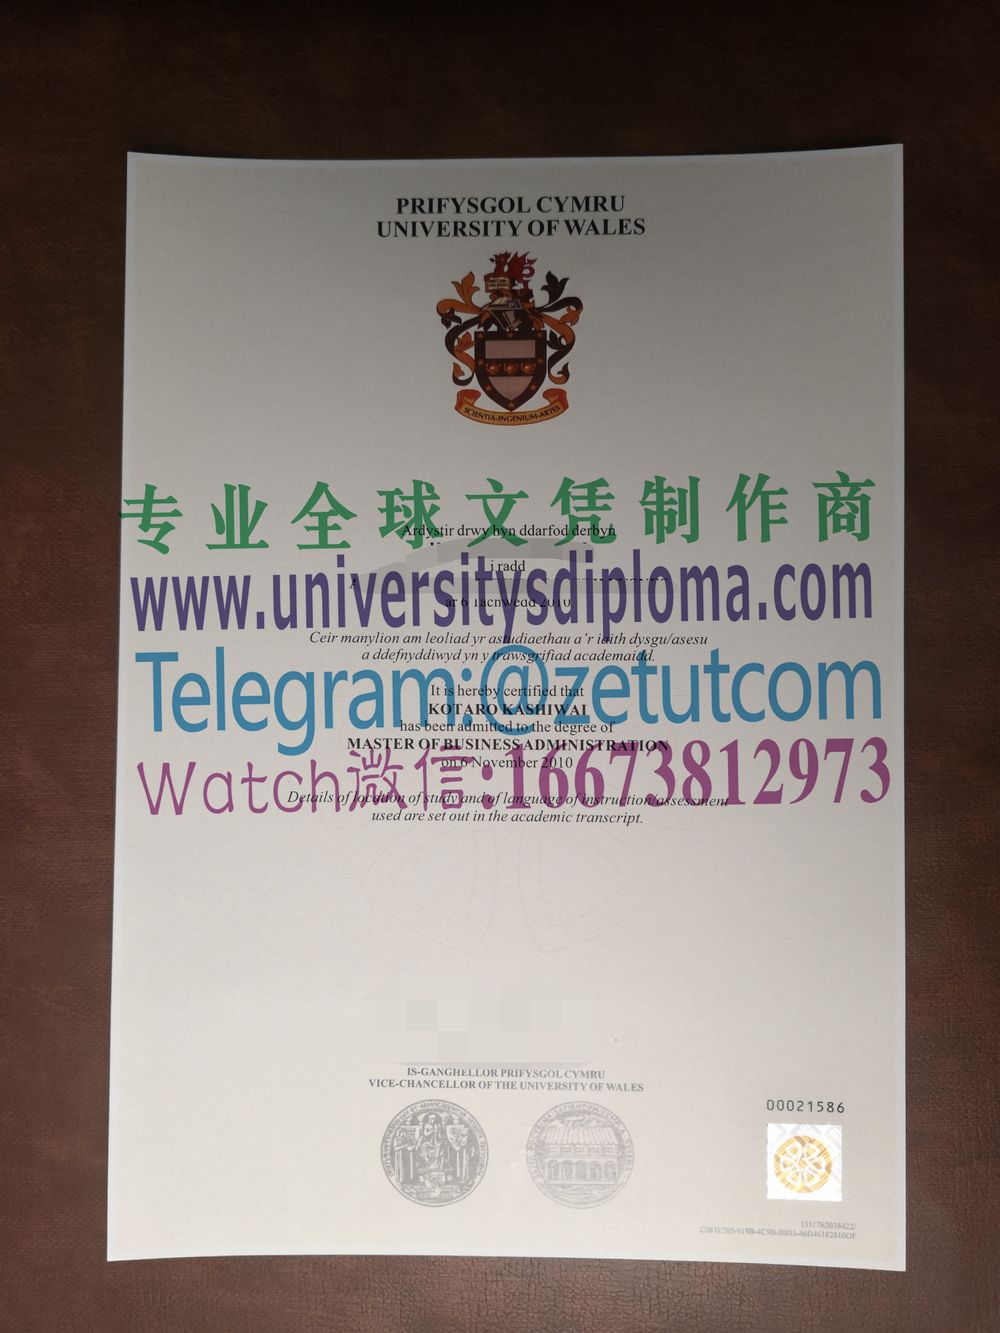 PRIFYSGOL CYMRU
UNIVERSITY OF WALES
SCIENTIA·INGENIUM·ARTES
专业全球文凭制作商
Ardystir drwy hyn ddarfod derbyn
i radd
www.universitysdiploma.com
ar 6 Tachwedd 2010
Ceir manylion am leoliad yr astudiaethau a'r iaith dysgu/asesu
a ddefnyddiwyd yn y trawsgrifiad academaidd.
Telegram:@zetutcom
It is hereby certified that
KOTARO KASHIWAI
has been admitted to the degree of
MASTER OF BUSINESS ADMINISTRATION
on 6 November 2010
Watch微信:16673812973
Details of location of study and of language of instruction/assessment
used are set out in the academic transcript.
IS-GANGHELLOR PRIFYSGOL CYMRU
VICE-CHANCELLOR OF THE UNIVERSITY OF WALES
00021586
1311762038422/